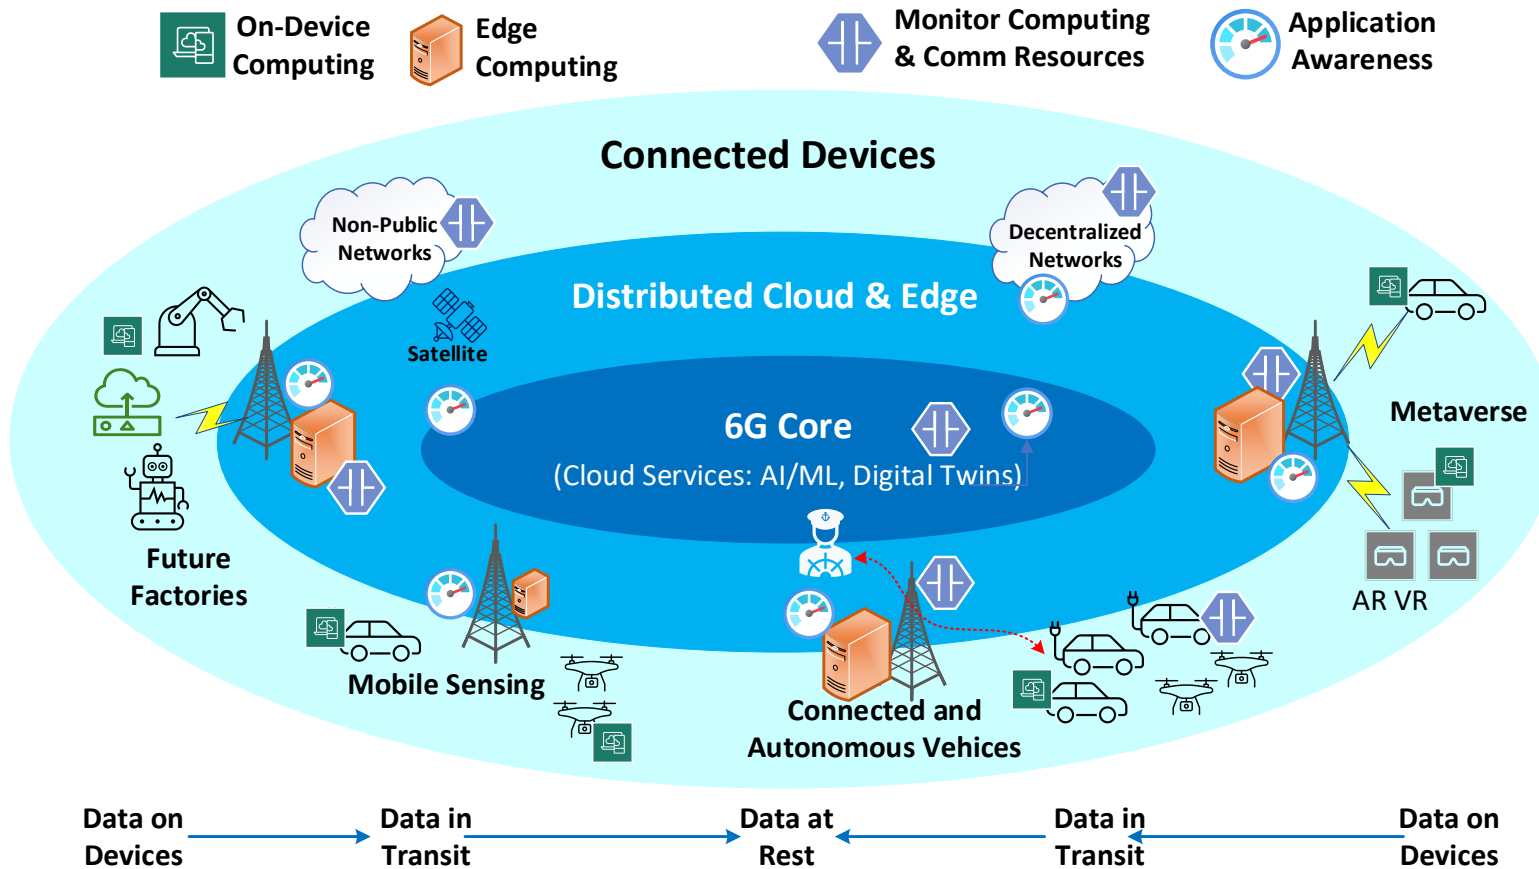 On-Device
Computing
Edge
Computing
Monitor Computing
& Comm Resources
Application
Awareness
Connected Devices
Non-Public
Networks
Decentralized
Networks
Distributed Cloud & Edge
Satellite
6G Core
(Cloud Services: AI/ML, Digital Twins)
Metaverse
Future
Factories
AR VR
Mobile Sensing
Connected and
Autonomous Vehices
Data on
Devices
Data in
Transit
Data at
Rest
Data in
Transit
Data on
Devices